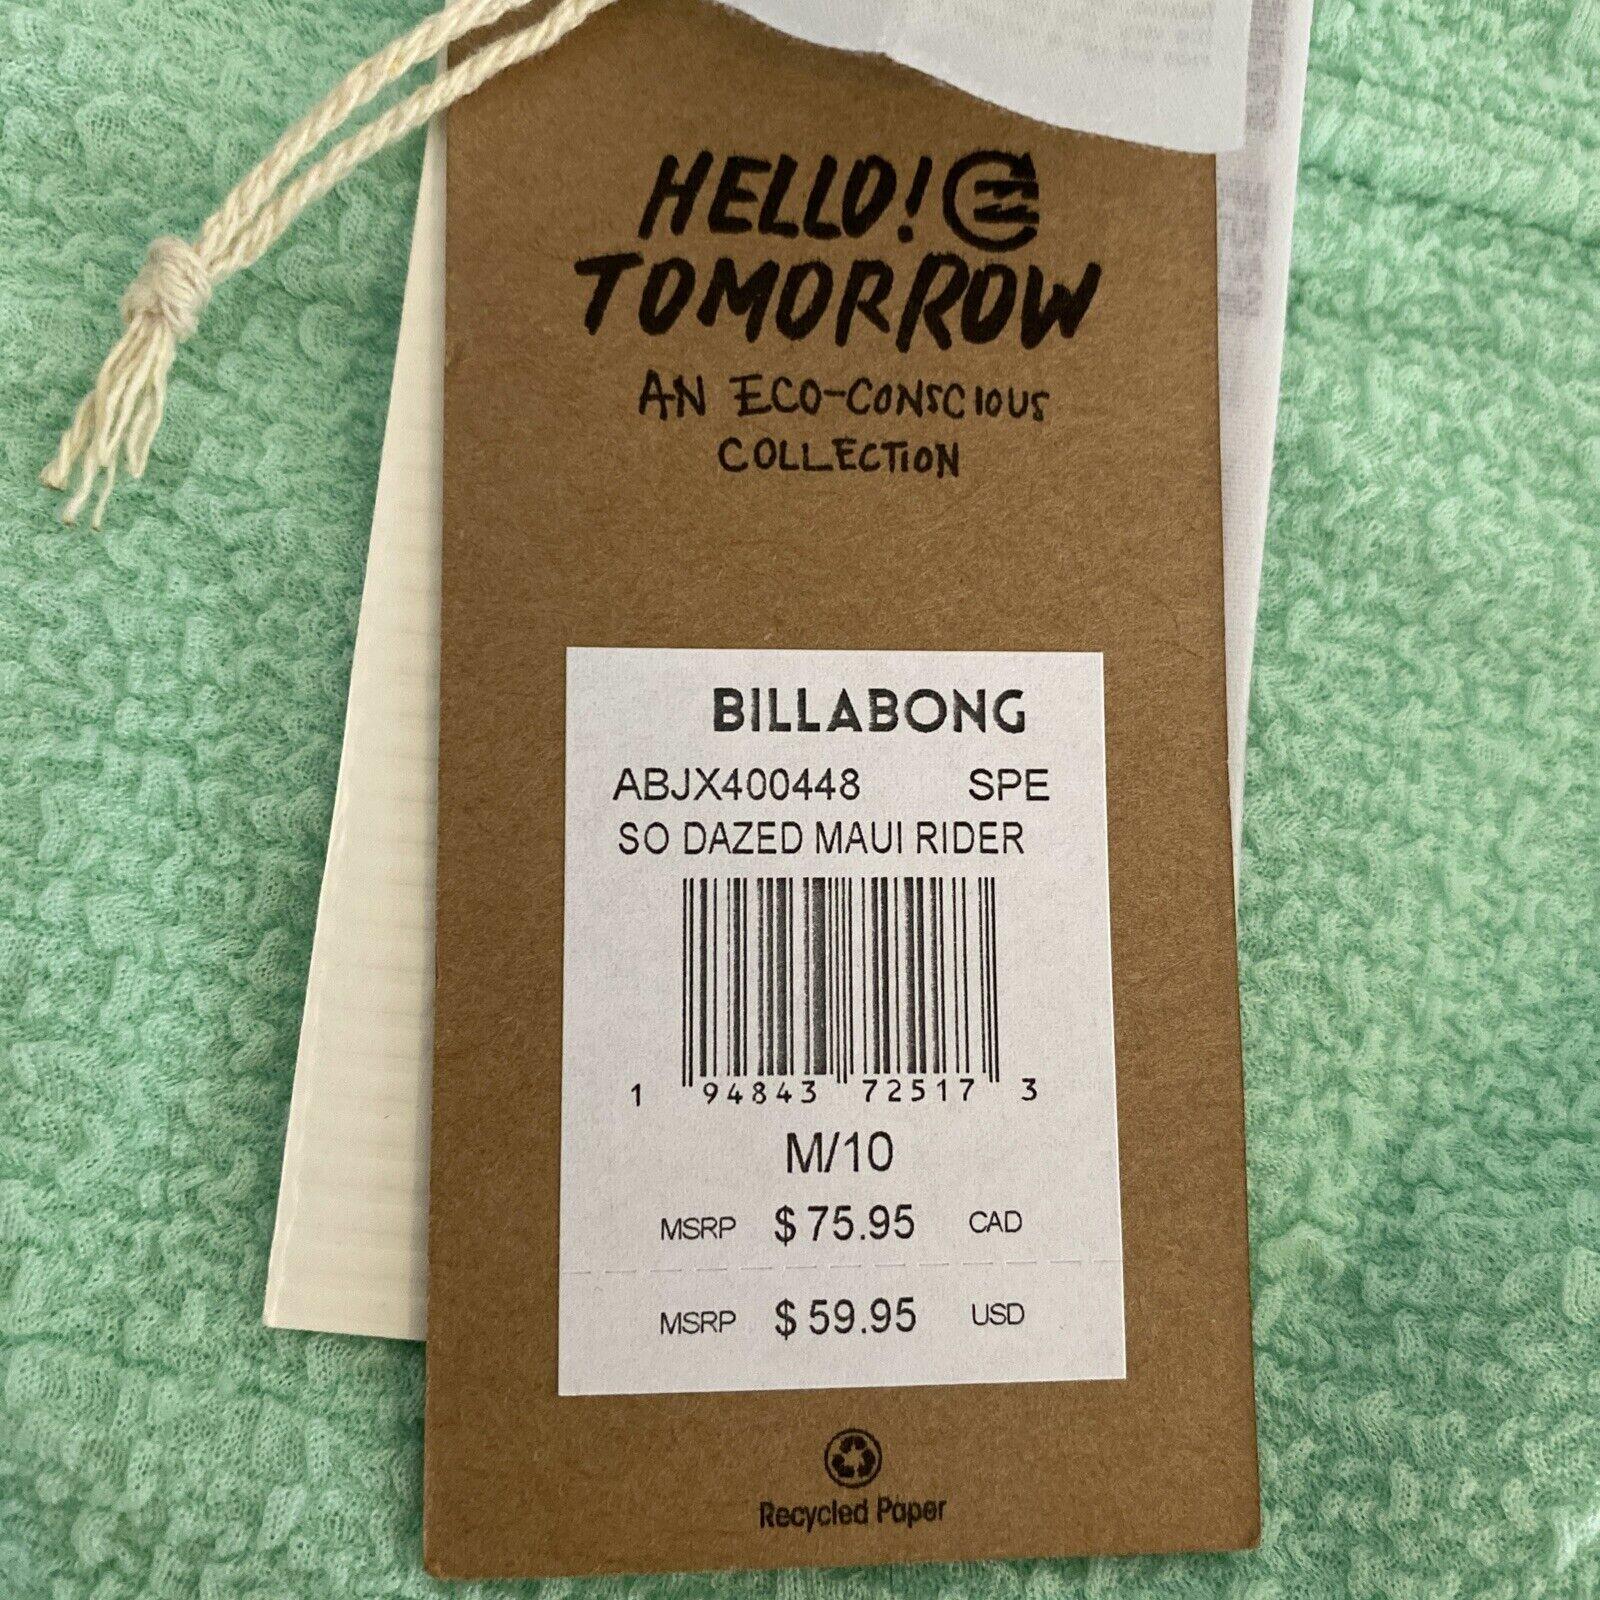 HELLO!
TOMORROW
AN ECO-CONSCIOUS
COLLECTION
BILLABONG
ABJX400448 SPE
SO DAZED MAUI RIDER
1 94843 72517 3
M/10
MSRP $ 75.95 CAD
MSRP $ 59.95 USD
Recycled Paper